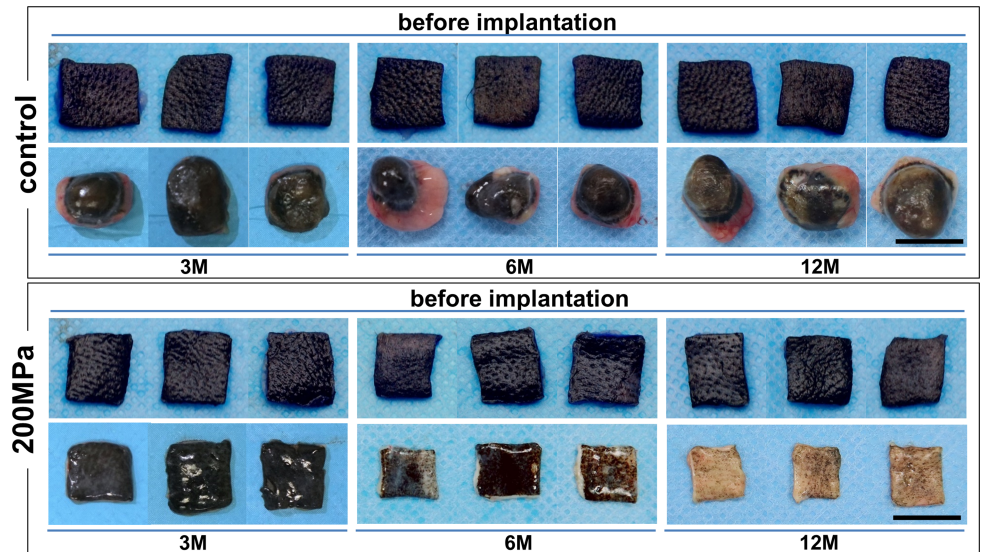 before implantation
control
3M
6M
12M
before implantation
200MPa
3M
6M
12M